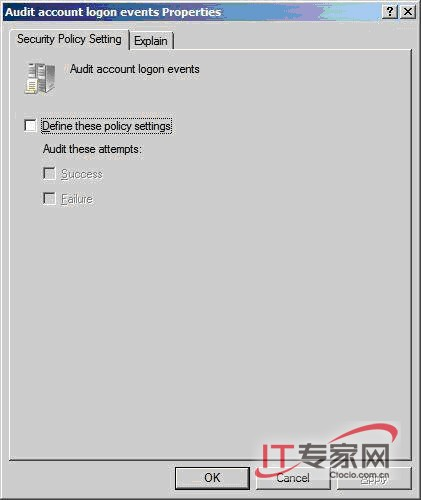 Audit account logon events Properties
Security Policy Setting
Explain
Audit account logon events
Define these policy settings
Audit these attempts:
Success
Failure
IT专家网
Ctocio.com.cn
OK
Cancel
Apply